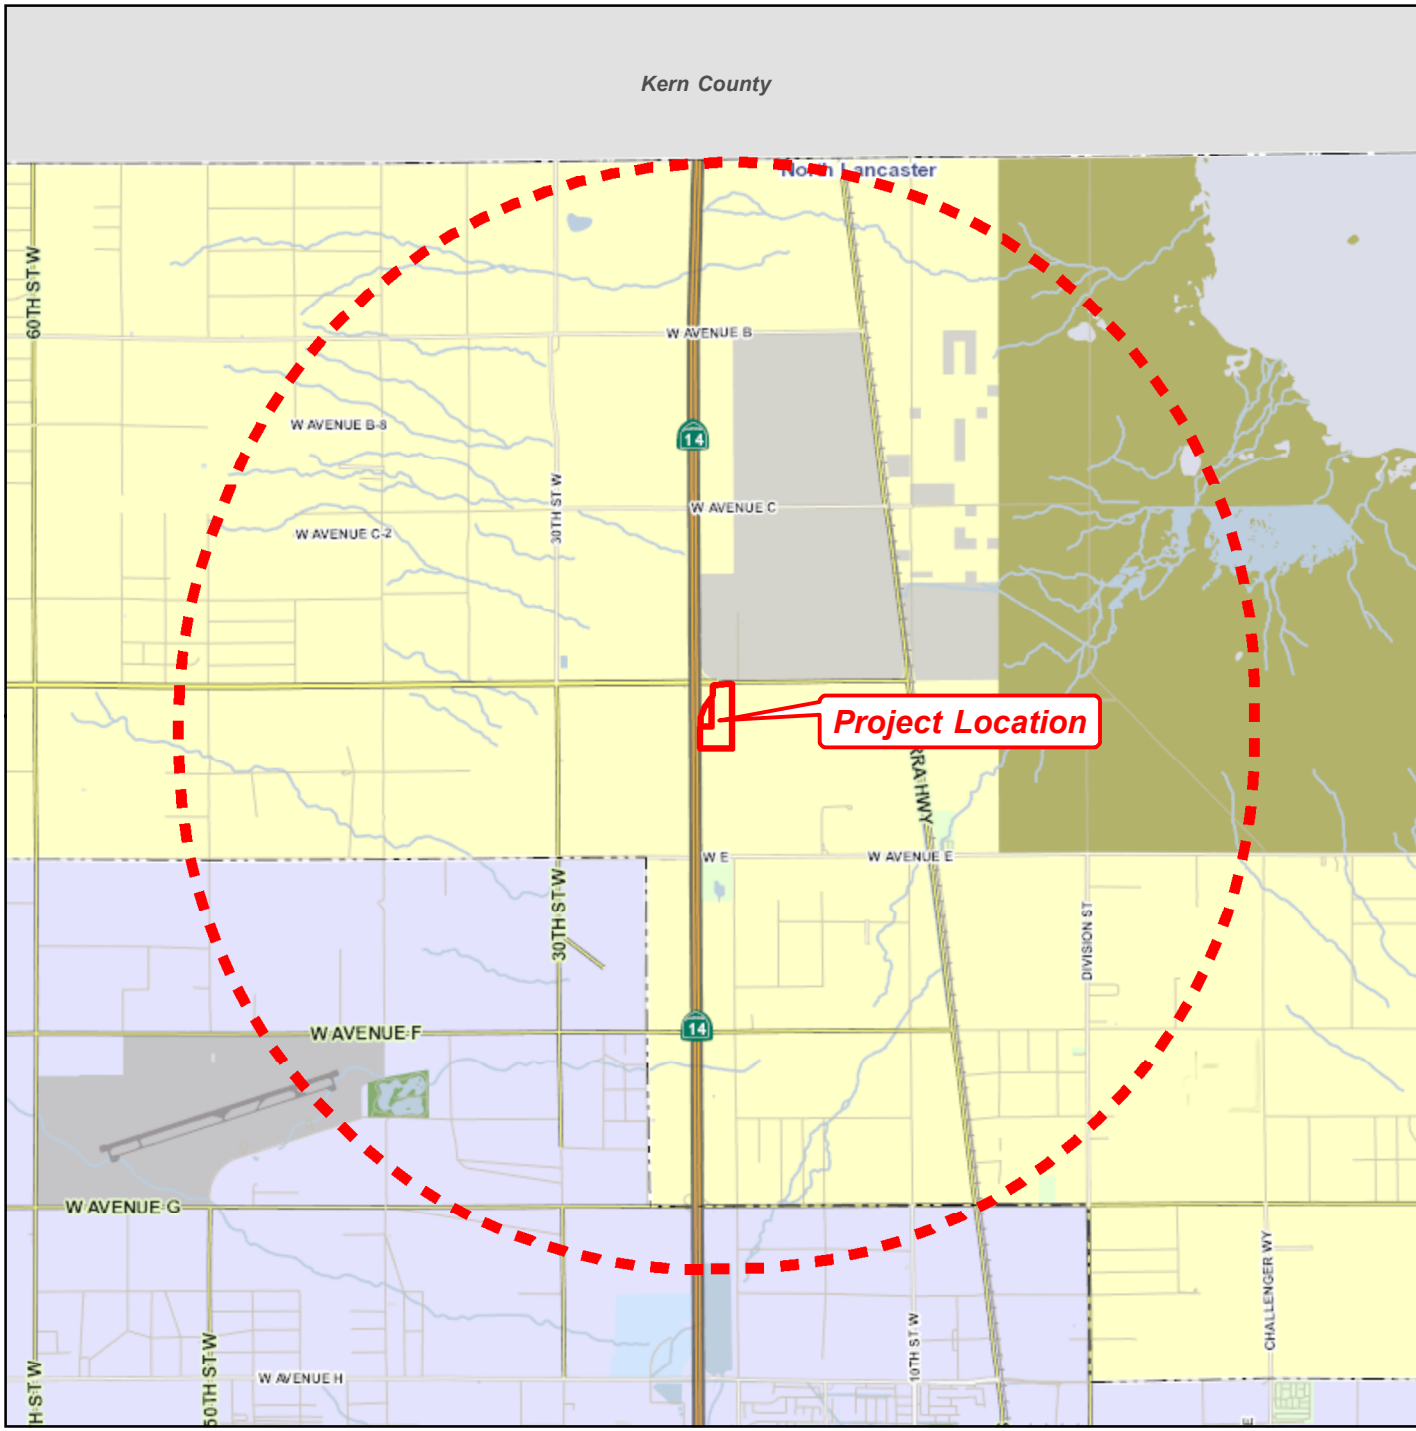 Kern County
North Lancaster
60TH ST W
W AVENUE B
W AVENUE B-8
14
30TH ST W
W AVENUE C
W AVENUE C-2
Project Location
RRA HWY
W E
W AVENUE E
30TH ST W
DIVISION ST
W AVENUE F
14
W AVENUE G
CHALLENGER WY
10TH ST W
50TH ST W
H ST W
W AVENUE H
E